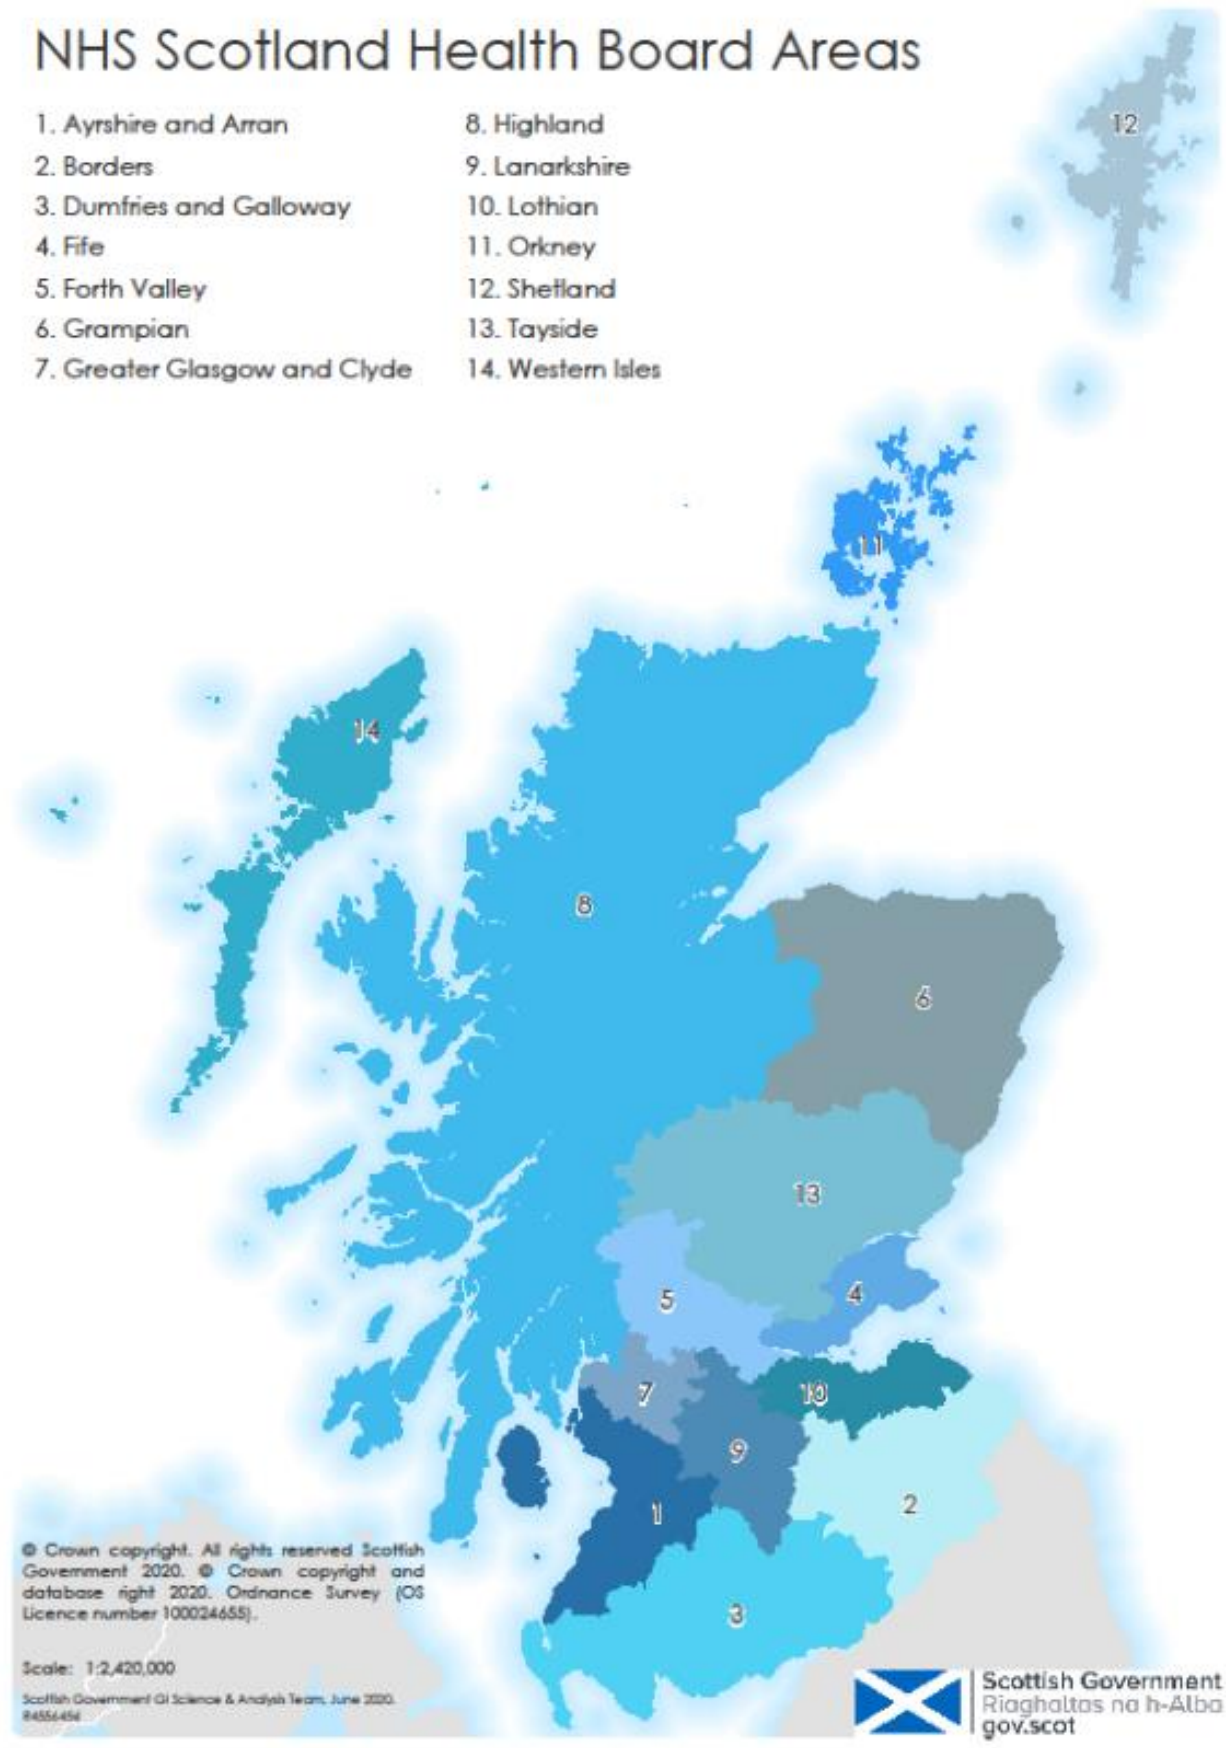 NHS Scotland Health Board Areas
1. Ayrshire and Arran
2. Borders
3. Dumfries and Galloway
4. Fife
5. Forth Valley
6. Grampian
7. Greater Glasgow and Clyde
8. Highland
9. Lanarkshire
10. Lothian
11. Orkney
12. Shetland
13. Tayside
14. Western Isles
12
11
14
8
6
13
5
4
7
10
9
1
2
3
© Crown copyright. All rights reserved Scottish
Government 2020. © Crown copyright and
database right 2020. Ordnance Survey (OS
Licence number 100024655).
Scale: 1:2,420,000
Scottish Government GI Science & Analysis Team, June 2020.
Scottish Government
Riaghaltas na h-Alba
gov.scot